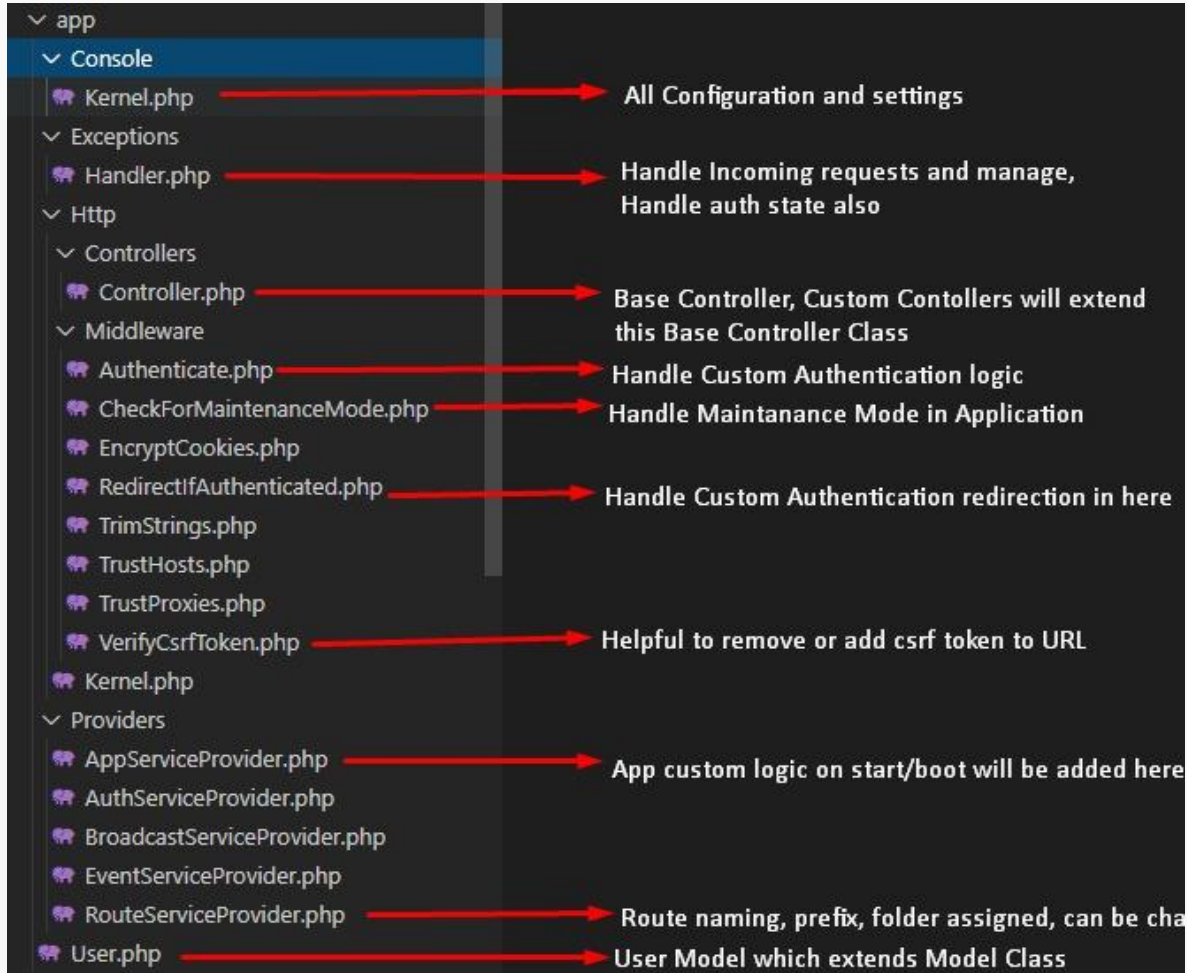 app
Console
Kernel.php All Configuration and settings
Exceptions
Handler.php Handle Incoming requests and manage,
Handle auth state also
Http
Controllers
Controller.php Base Controller, Custom Contollers will extend
this Base Controller Class
Middleware
Authenticate.php Handle Custom Authentication logic
CheckForMaintenanceMode.php Handle Maintanance Mode in Application
EncryptCookies.php
RedirectIfAuthenticated.php Handle Custom Authentication redirection in here
TrimStrings.php
TrustHosts.php
TrustProxies.php
VerifyCsrfToken.php Helpful to remove or add csrf token to URL
Kernel.php
Providers
AppServiceProvider.php App custom logic on start/boot will be added here
AuthServiceProvider.php
BroadcastServiceProvider.php
EventServiceProvider.php
RouteServiceProvider.php Route naming, prefix, folder assigned, can be cha
User.php User Model which extends Model Class